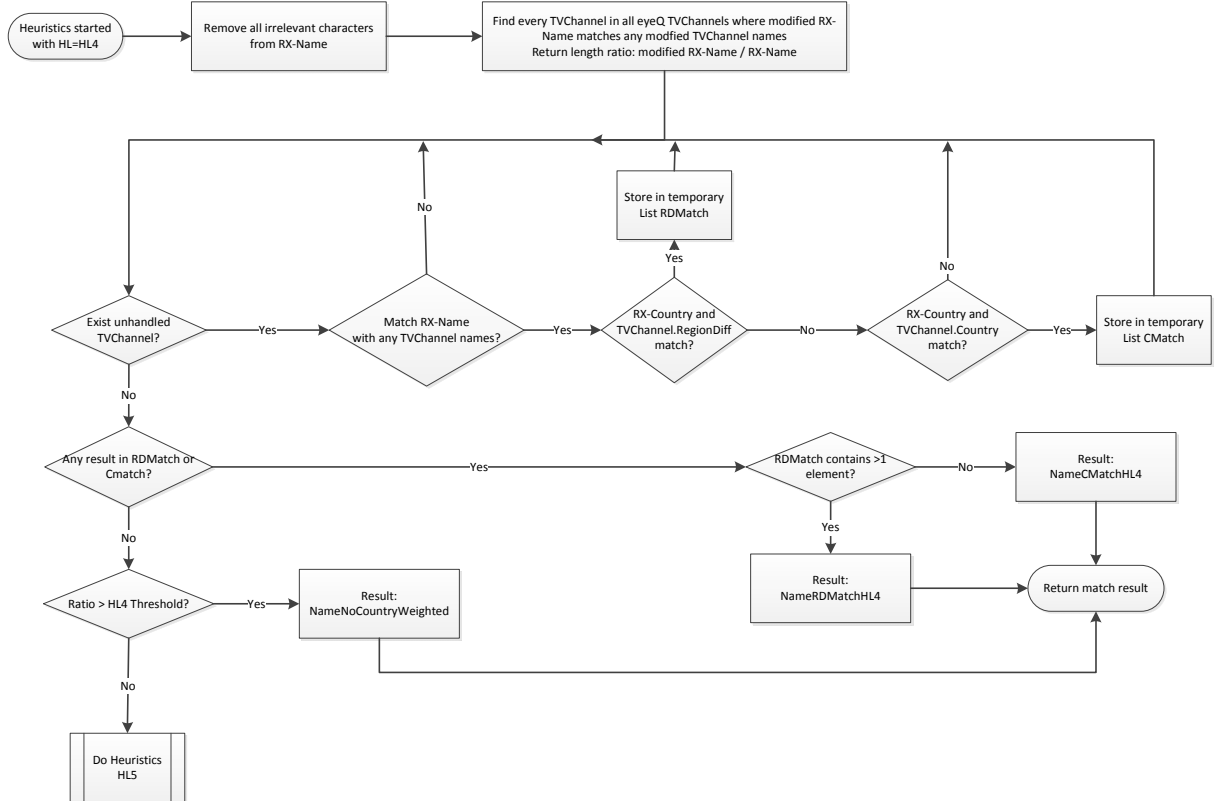 Heuristics started
with HL=HL4
Remove all irrelevant characters
from RX-Name
Find every TVChannel in all eyeQ TVChannels where modified RX-
Name matches any modfied TVChannel names
Return length ratio: modified RX-Name / RX-Name
Store in temporary
List RDMatch
No
Yes
No
Exist unhandled
TVChannel?
Yes
Match RX-Name
with any TVChannel names?
Yes
RX-Country and
TVChannel.RegionDiff
match?
No
RX-Country and
TVChannel.Country
match?
Yes
Store in temporary
List CMatch
No
Any result in RDMatch or
Cmatch?
Yes
RDMatch contains >1
element?
No
Result:
NameCMatchHL4
Yes
No
Ratio > HL4 Threshold?
Yes
Result:
NameNoCountryWeighted
Result:
NameRDMatchHL4
Return match result
No
Do Heuristics
HL5